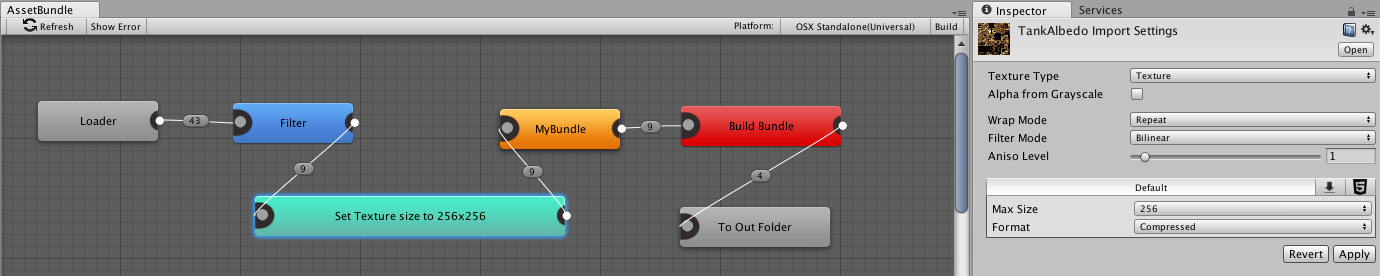 AssetBundle
Refresh Show Error Platform: OSX Standalone(Universal) Build
Loader 43 Filter
9
Set Texture size to 256x256
9
MyBundle 9 Build Bundle
4
To Out Folder
Inspector Services
TankAlbedo Import Settings
Open
Texture Type Texture
Alpha from Grayscale
Wrap Mode Repeat
Filter Mode Bilinear
Aniso Level 1
Default
Max Size 256
Format Compressed
Revert Apply